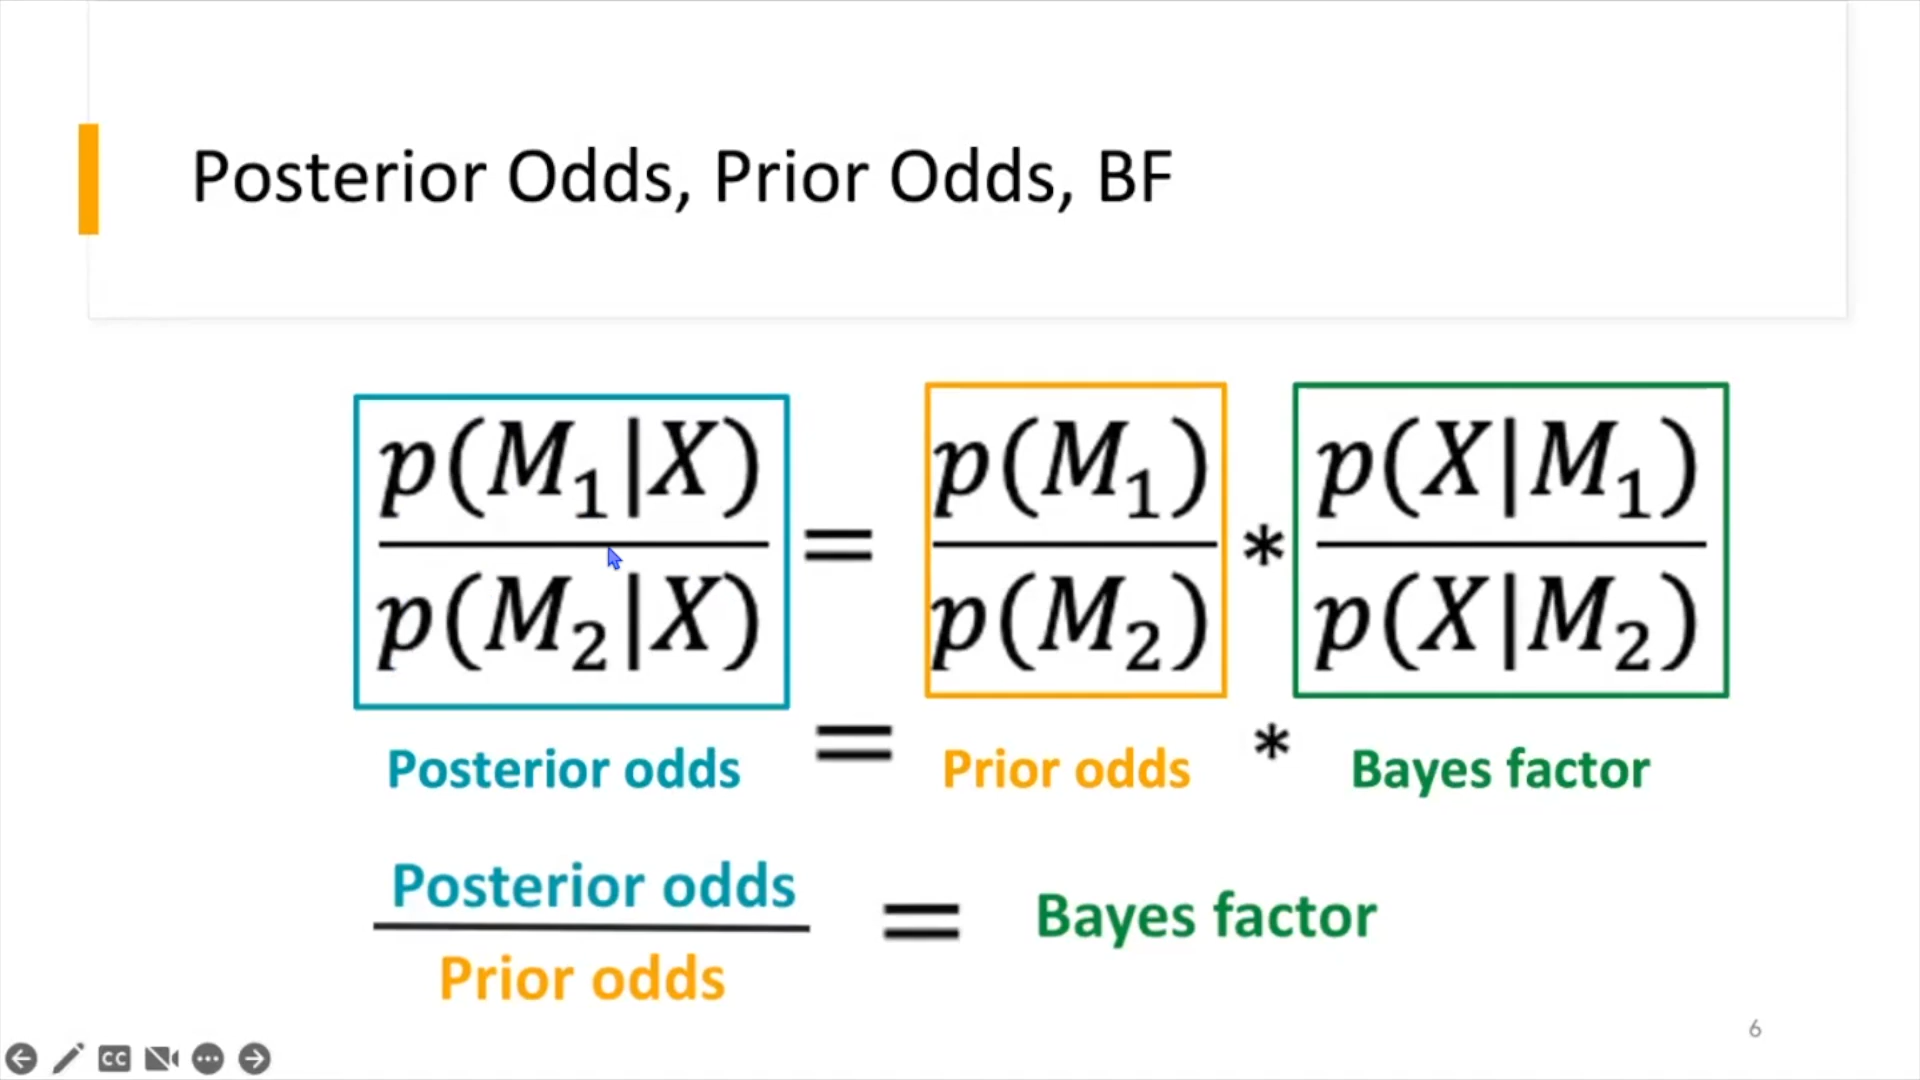 Posterior Odds, Prior Odds, BF
p(M₁|X) / p(M₂|X) = p(M₁) / p(M₂) * p(X|M₁) / p(X|M₂)
Posterior odds = Prior odds * Bayes factor
Posterior odds / Prior odds = Bayes factor
6
CC